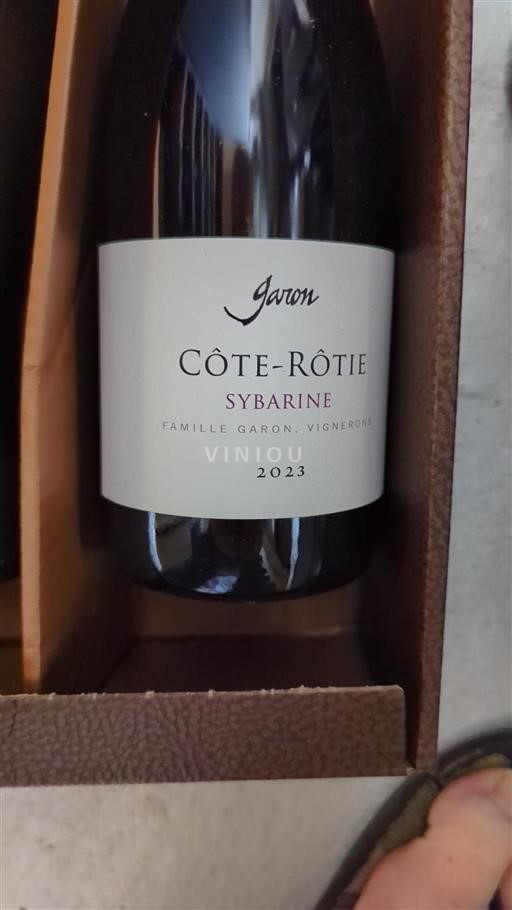 garon
CÔTE-RÔTIE
SYBARINE
FAMILLE GARON, VIGNERONS
VINIOU
2023